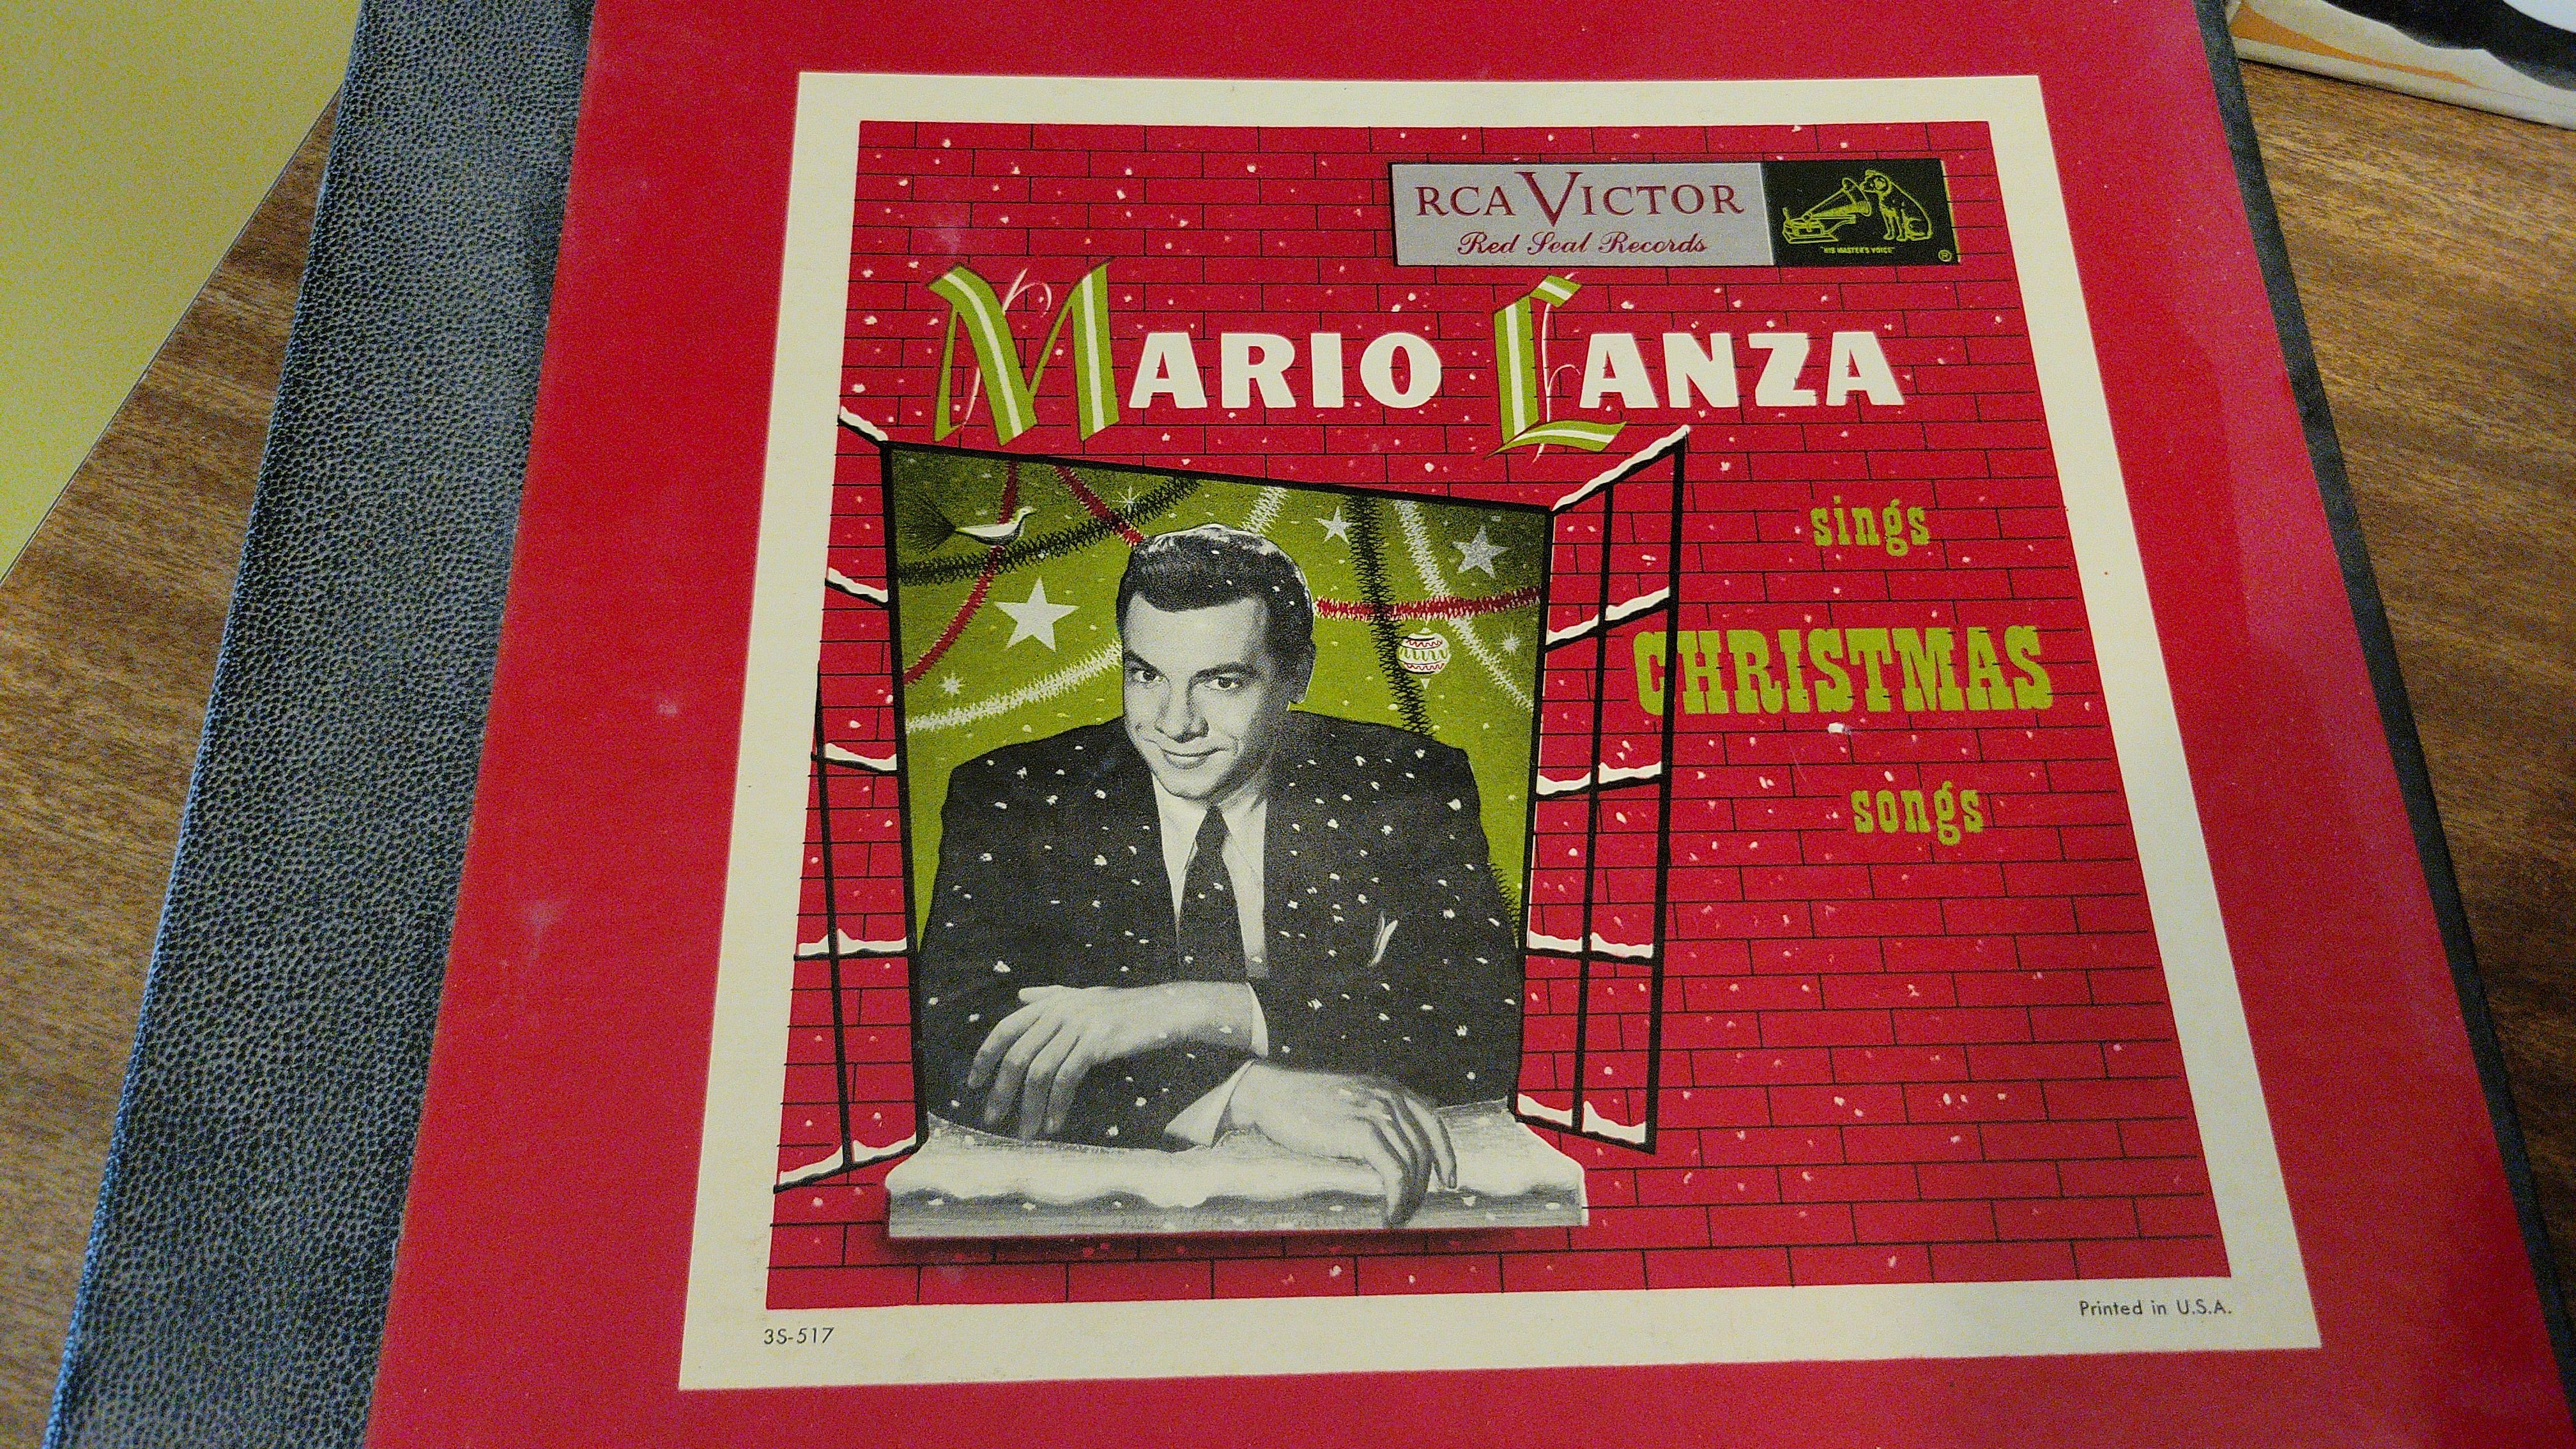 RCA VICTOR
Red Seal Records
"HIS MASTER'S VOICE"
®
MARIO LANZA
sings
CHRISTMAS
songs
Printed in U.S.A.
3S-517